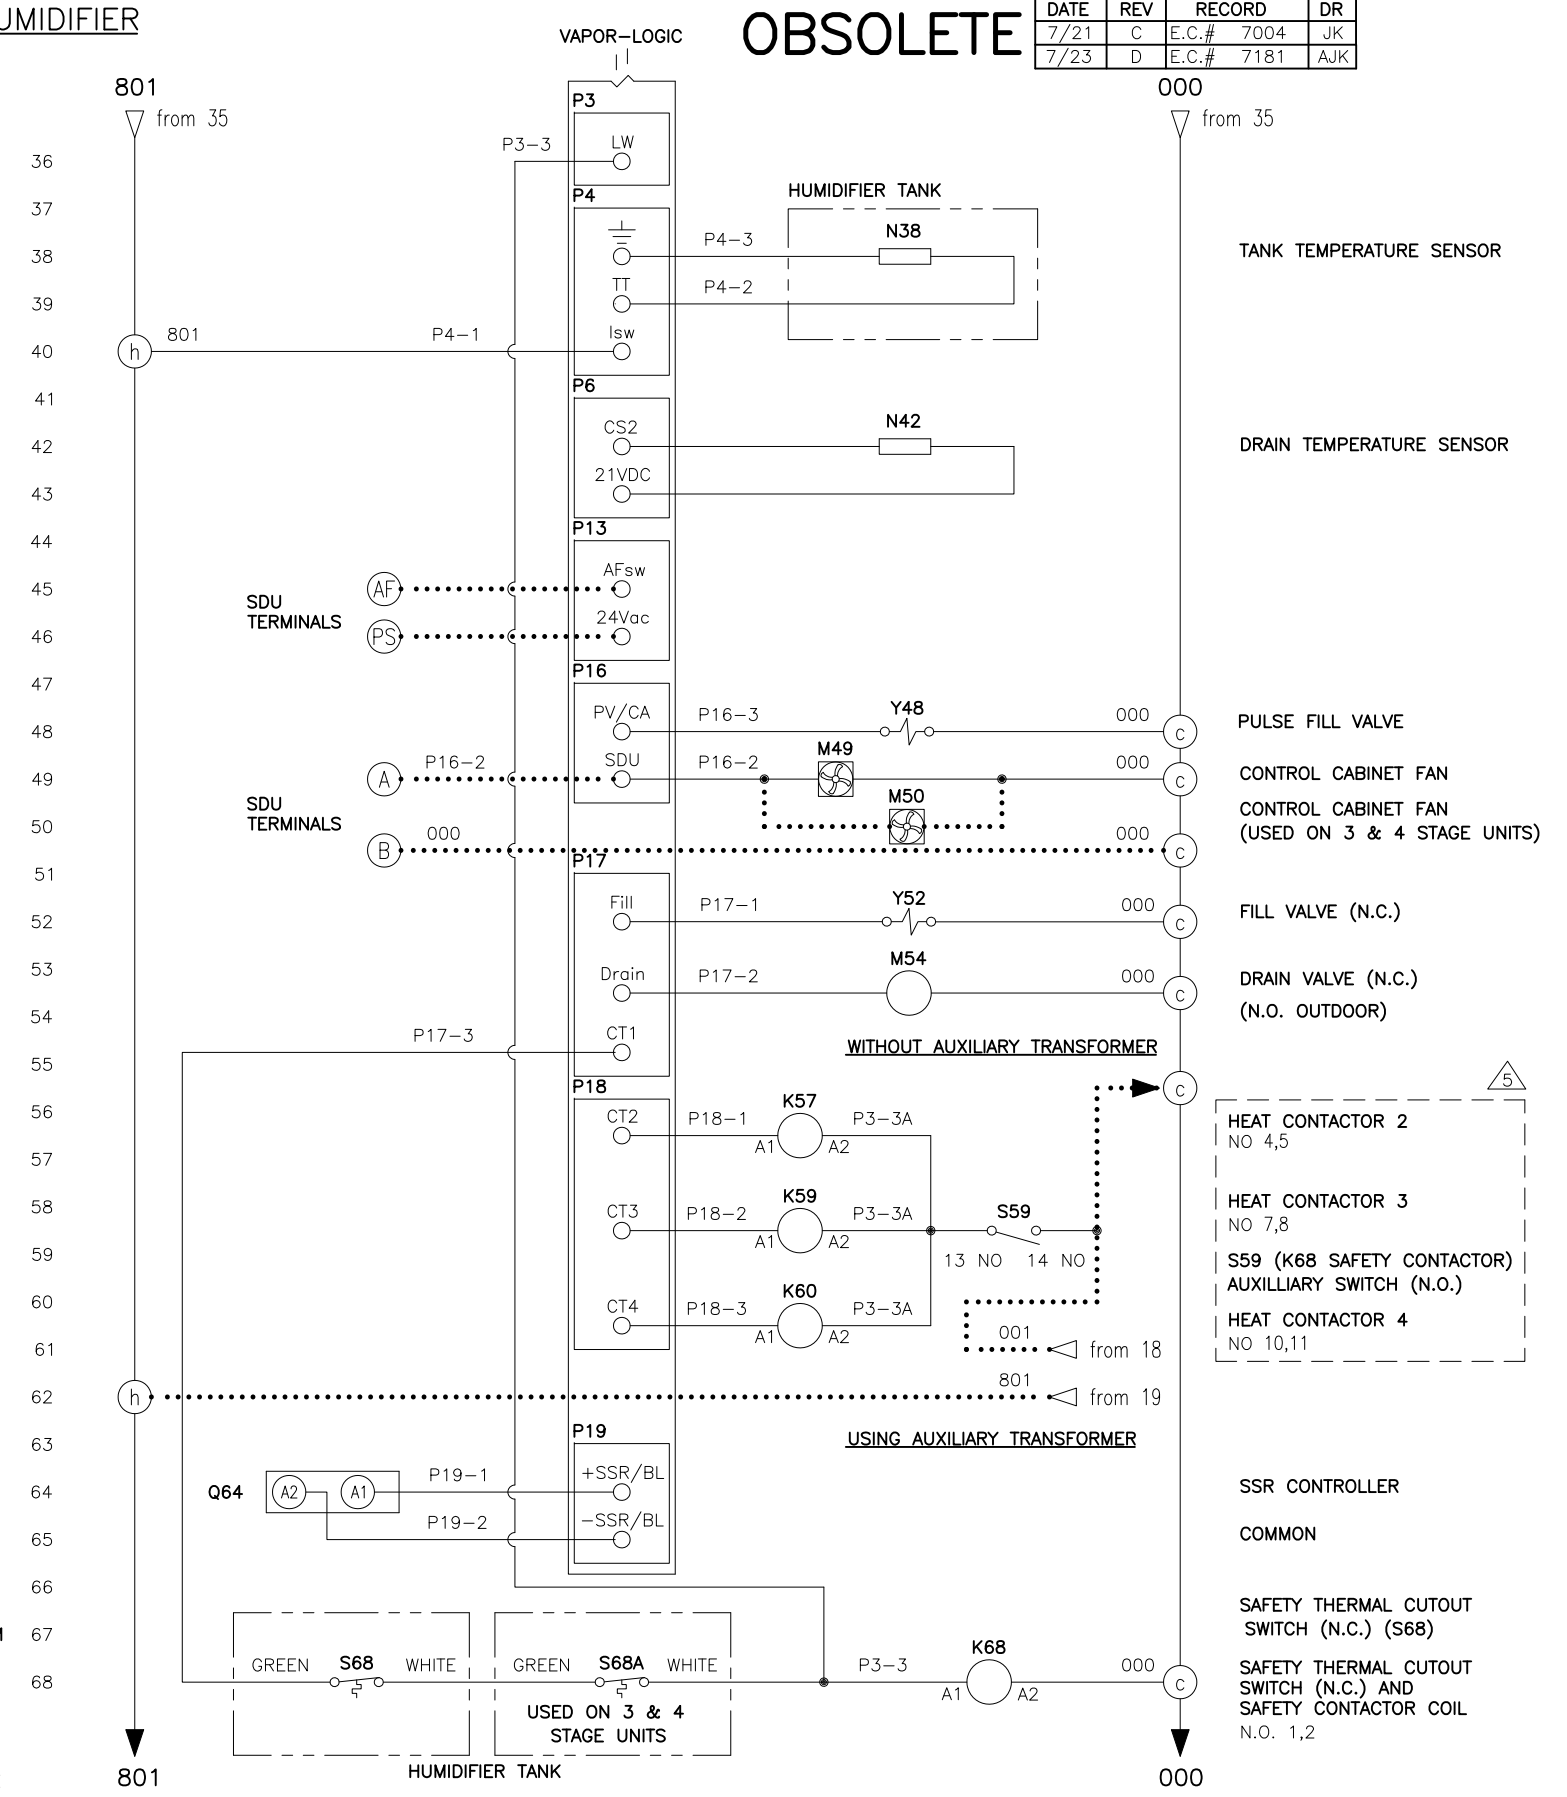 UMIDIFIER
VAPOR-LOGIC
OBSOLETE
DATE REV RECORD DR
7/21 C E.C.# 7004 JK
7/23 D E.C.# 7181 AJK
801
000
from 35
from 35
P3
36
P3-3
LW
37
P4
HUMIDIFIER TANK
38
P4-3
N38
TANK TEMPERATURE SENSOR
39
TT
P4-2
40
h
801
P4-1
Isw
41
P6
42
CS2
N42
DRAIN TEMPERATURE SENSOR
43
21VDC
44
P13
45
SDU
TERMINALS
AF
AFsw
46
PS
24Vac
47
P16
48
PV/CA
P16-3
Y48
000
c
PULSE FILL VALVE
49
A
P16-2
SDU
P16-2
M49
000
c
CONTROL CABINET FAN
50
SDU
TERMINALS
M50
CONTROL CABINET FAN
(USED ON 3 & 4 STAGE UNITS)
B
000
000
c
51
P17
52
Fill
P17-1
Y52
000
c
FILL VALVE (N.C.)
53
Drain
P17-2
M54
000
c
DRAIN VALVE (N.C.)
(N.O. OUTDOOR)
54
P17-3
CT1
WITHOUT AUXILIARY TRANSFORMER
55
c
5
P18
56
CT2
P18-1
K57
A1
A2
P3-3A
HEAT CONTACTOR 2
NO 4,5
57
58
CT3
P18-2
K59
A1
A2
P3-3A
S59
13 NO
14 NO
HEAT CONTACTOR 3
NO 7,8
59
S59 (K68 SAFETY CONTACTOR)
AUXILLIARY SWITCH (N.O.)
60
CT4
P18-3
K60
A1
A2
P3-3A
HEAT CONTACTOR 4
NO 10,11
61
001
from 18
62
h
801
from 19
63
P19
USING AUXILIARY TRANSFORMER
64
Q64
A2
A1
P19-1
+SSR/BL
SSR CONTROLLER
65
P19-2
-SSR/BL
COMMON
66
SAFETY THERMAL CUTOUT
SWITCH (N.C.) (S68)
67
68
GREEN
S68
WHITE
GREEN
S68A
WHITE
P3-3
K68
A1
A2
000
c
SAFETY THERMAL CUTOUT
SWITCH (N.C.) AND
SAFETY CONTACTOR COIL
N.O. 1,2
USED ON 3 & 4
STAGE UNITS
HUMIDIFIER TANK
801
000